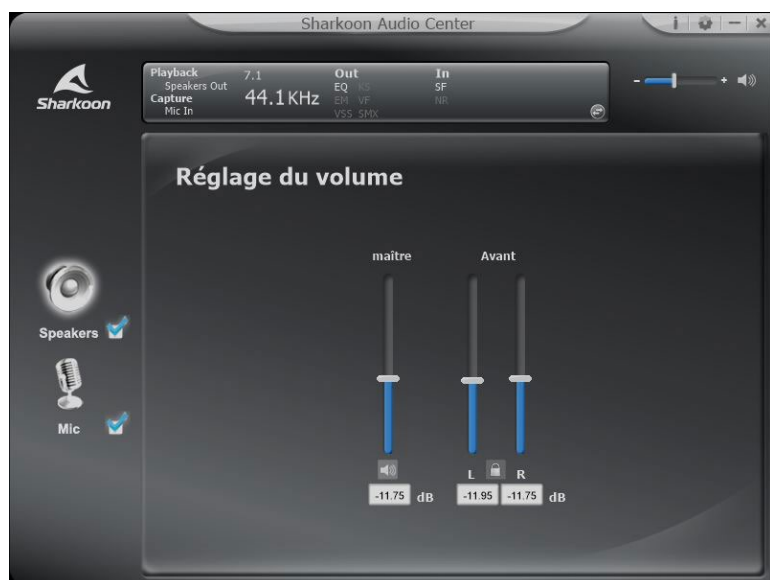 Sharkoon Audio Center
i
Sharkoon
Playback 7.1 Out In
Speakers Out EQ KS SF
Capture 44.1KHz EM VF NR
Mic In VSS SMX
- +
Réglage du volume
maître Avant
Speakers
Mic
L R
-11.75 dB -11.95 -11.75 dB